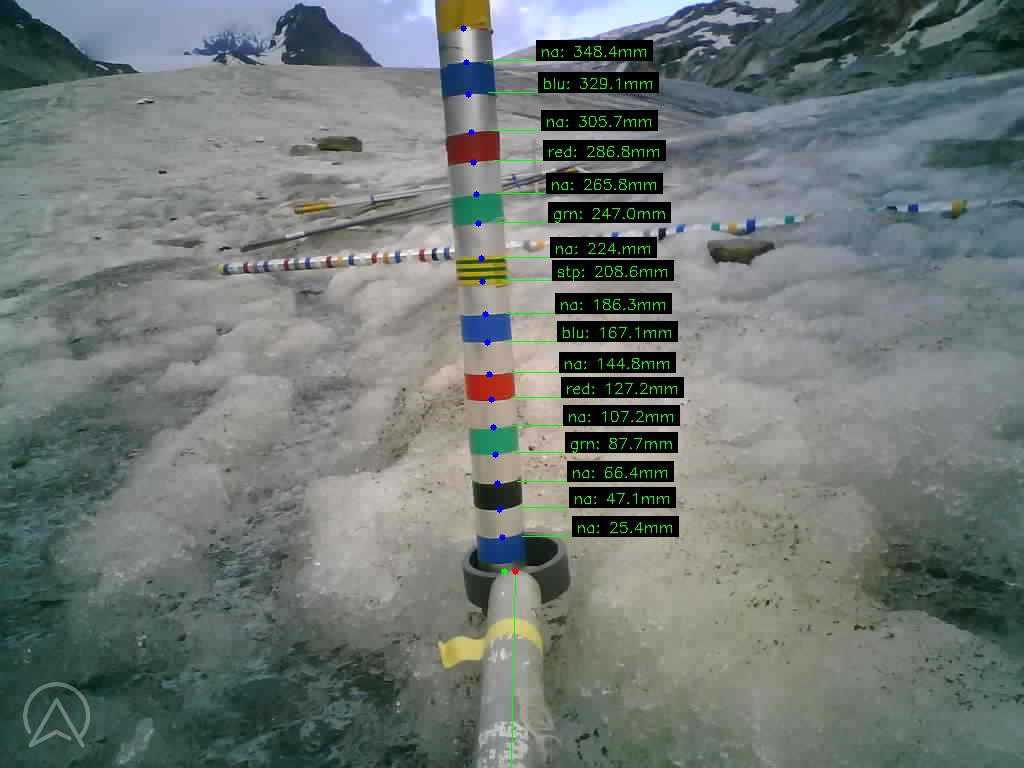 na: 348.4mm
blu: 329.1mm
na: 305.7mm
red: 286.8mm
na: 265.8mm
grn: 247.0mm
na: 224.mm
stp: 208.6mm
na: 186.3mm
blu: 167.1mm
na: 144.8mm
red: 127.2mm
na: 107.2mm
grn: 87.7mm
na: 66.4mm
na: 47.1mm
na: 25.4mm